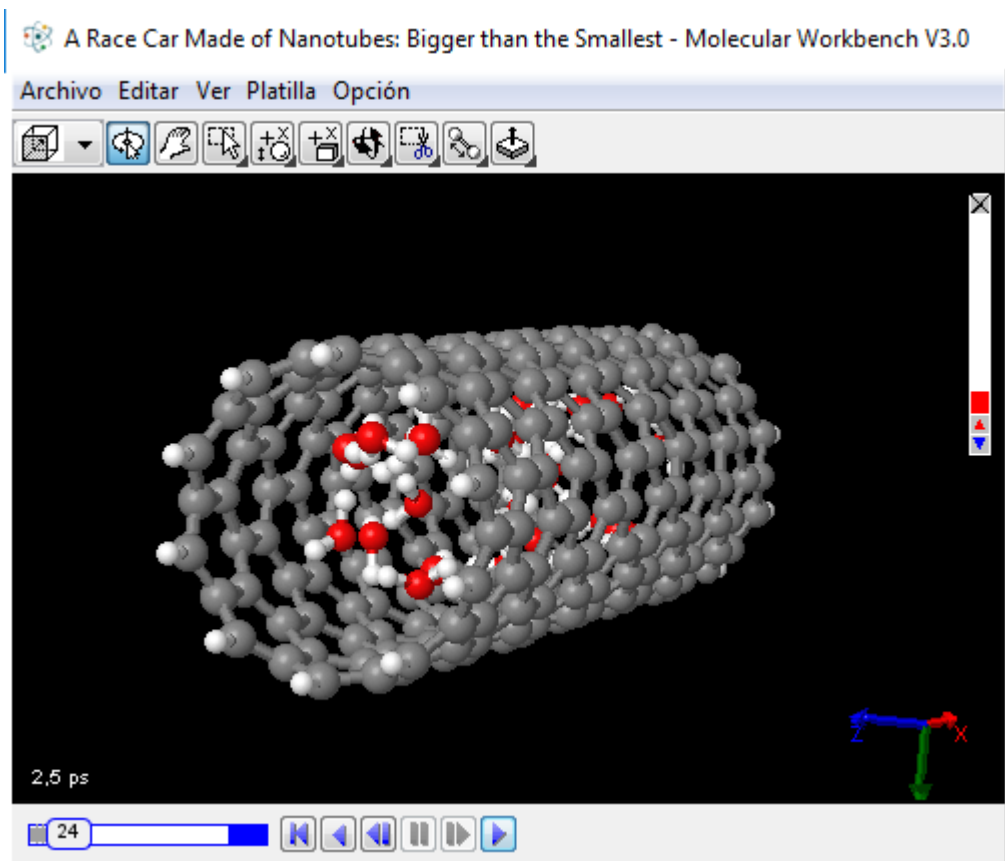 A Race Car Made of Nanotubes: Bigger than the Smallest - Molecular Workbench V3.0
Archivo Editar Ver Platilla Opción
Z X
2,5 ps
24